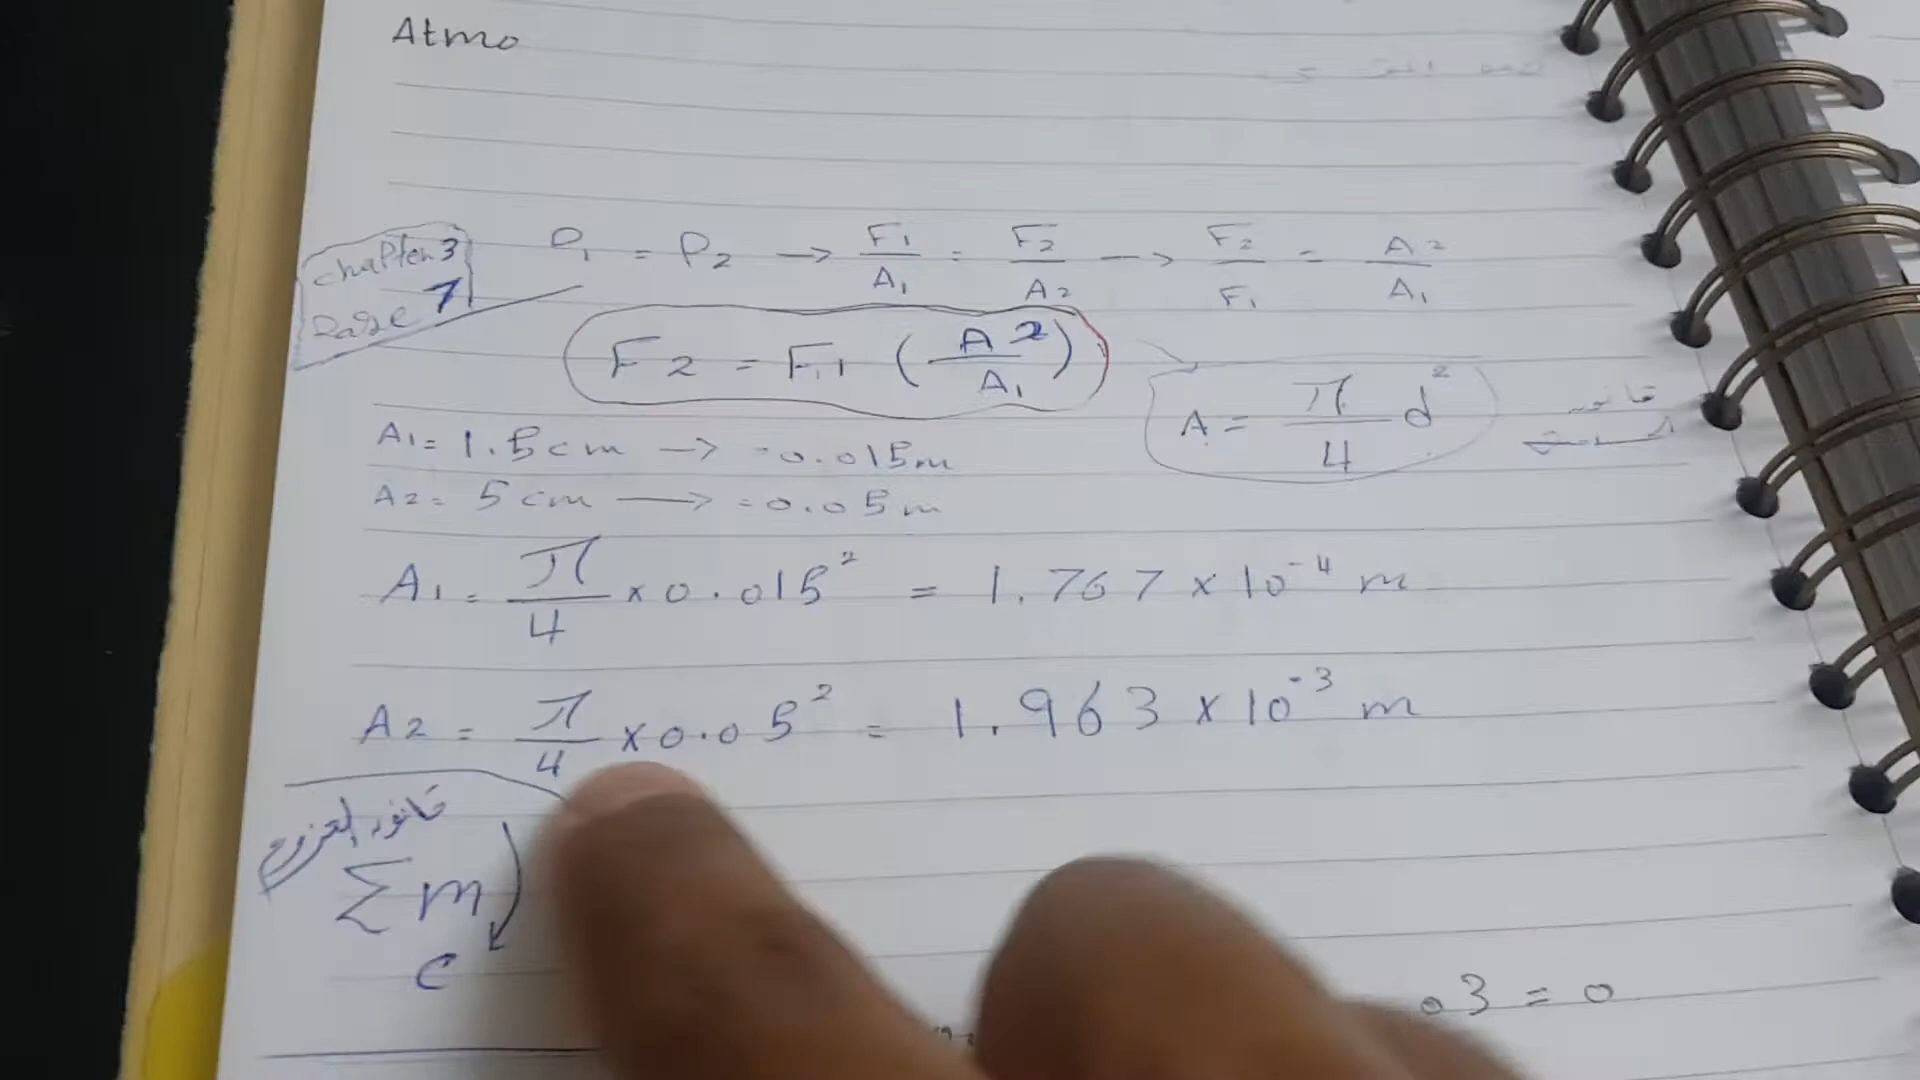 Atmo
chapter 3
Page 7
P₁ = P₂ → F₁/A₁ = F₂/A₂ → F₂/F₁ = A₂/A₁
F₂ = F₁ (A₂/A₁)
A = π/4 d²
قانون
A₁ = 1.5 cm → = 0.015 m
A₂ = 5 cm → = 0.05 m
A₁ = π/4 × 0.015² = 1.767 × 10⁻⁴ m
A₂ = π/4 × 0.05² = 1.963 × 10⁻³ m
قانون العزوم
Σ m
c
03 = 0